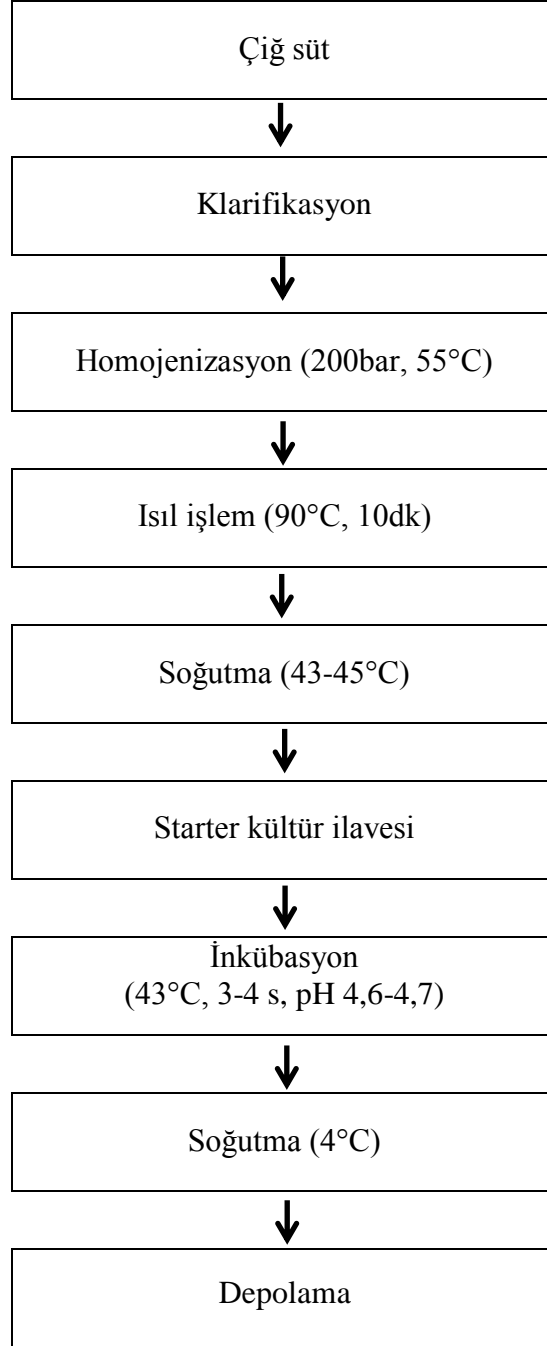 Çiğ süt
Klarifikasyon
Homojenizasyon (200bar, 55°C)
Isıl işlem (90°C, 10dk)
Soğutma (43-45°C)
Starter kültür ilavesi
İnkübasyon
(43°C, 3-4 s, pH 4,6-4,7)
Soğutma (4°C)
Depolama